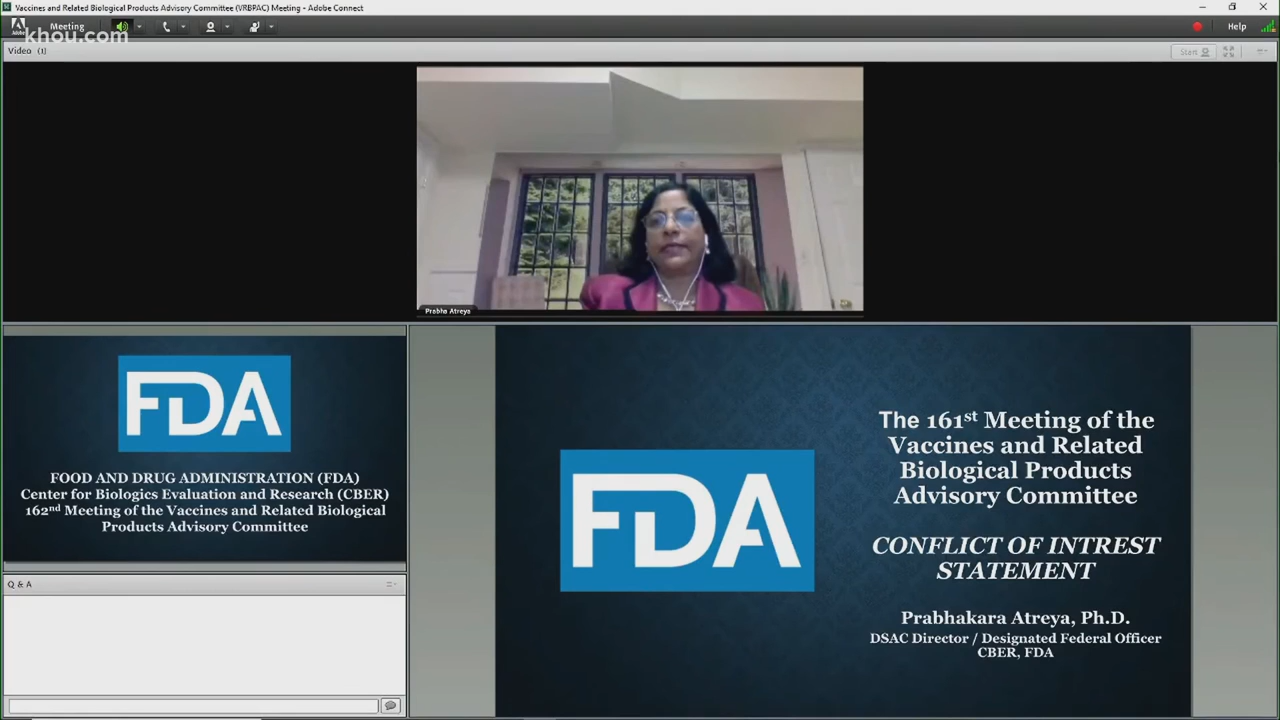 Vaccines and Related Biological Products Advisory Committee (VRBPAC) Meeting - Adobe Connect
Meeting
Help
khou.com
Video (1)
Start
Prabha Atreya
FDA
FOOD AND DRUG ADMINISTRATION (FDA)
Center for Biologics Evaluation and Research (CBER)
162nd Meeting of the Vaccines and Related Biological
Products Advisory Committee
Q & A
FDA
The 161st Meeting of the
Vaccines and Related
Biological Products
Advisory Committee
CONFLICT OF INTREST
STATEMENT
Prabhakara Atreya, Ph.D.
DSAC Director / Designated Federal Officer
CBER, FDA